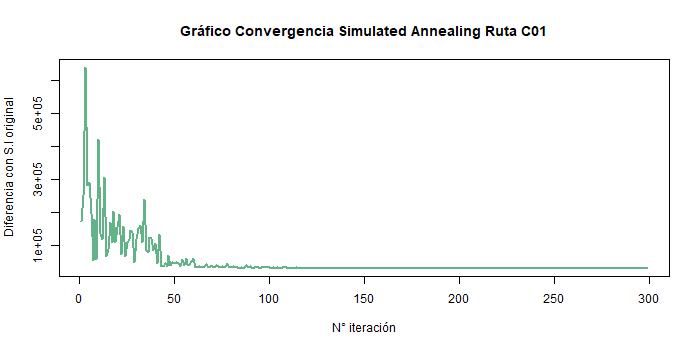 Gráfico Convergencia Simulated Annealing Ruta C01
Diferencia con S.I original
5e+05
3e+05
1e+05
0 50 100 150 200 250 300
N° iteración